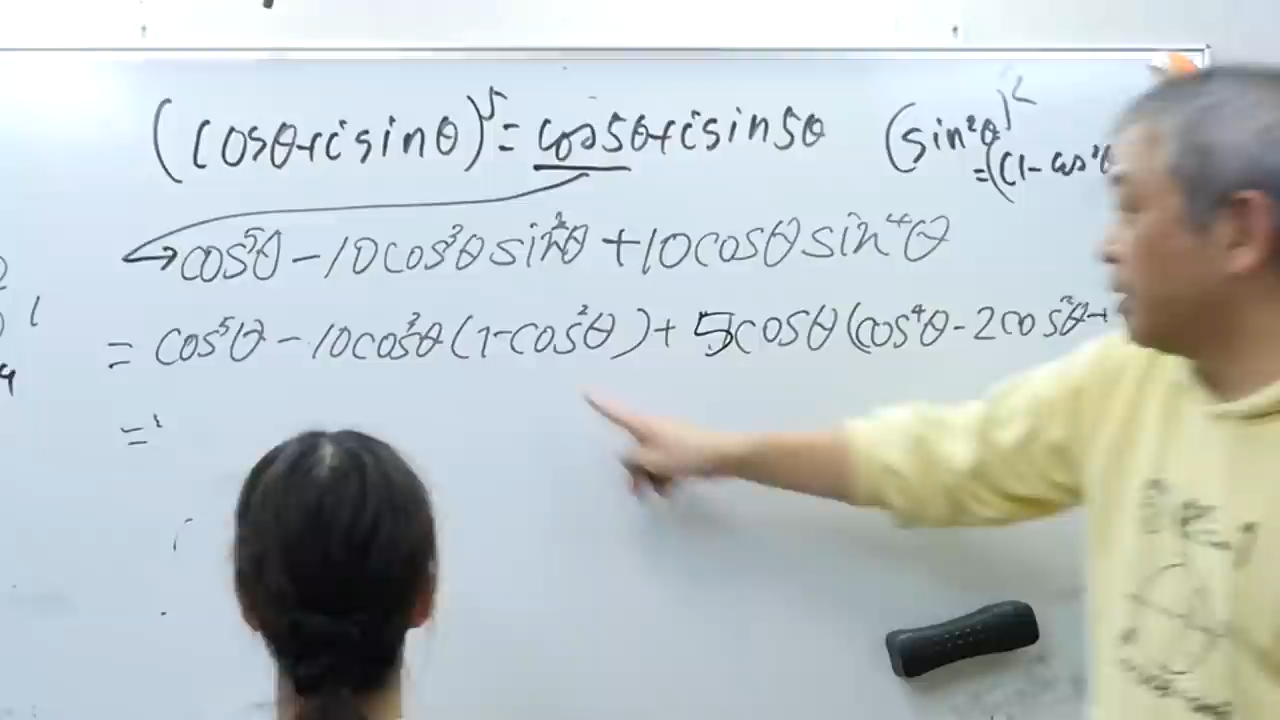 (cosθ+isinθ)⁵=cos5θ+isin5θ
(sin²θ)²
=(1-cos²θ
→cos⁵θ-10cos³θsin²θ+10cosθsin⁴θ
=cos⁵θ-10cos³θ(1-cos²θ)+5cosθ(cos⁴θ-2cos²θ+
=